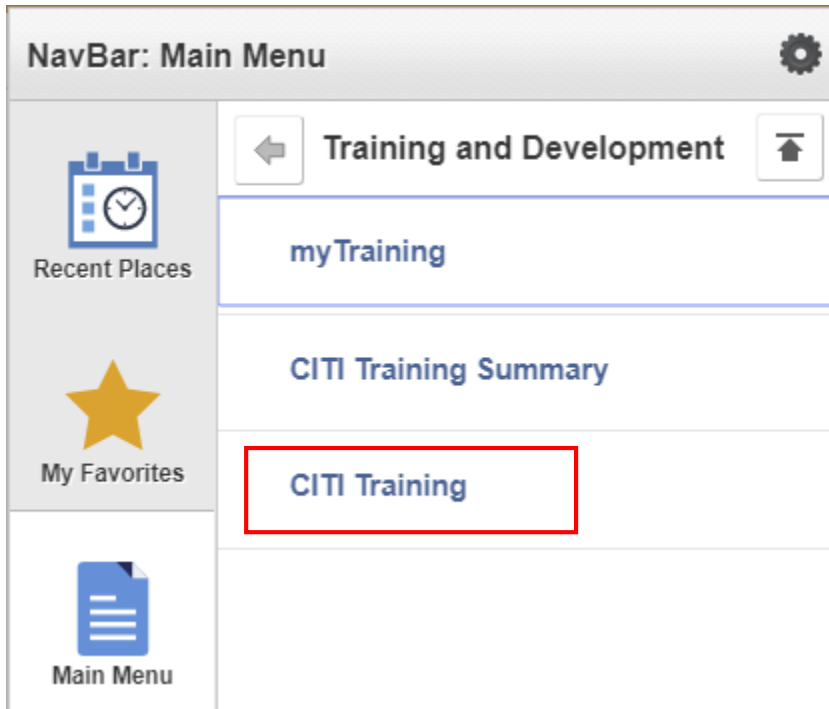 NavBar: Main Menu
Training and Development
Recent Places
myTraining
CITI Training Summary
My Favorites
CITI Training
Main Menu